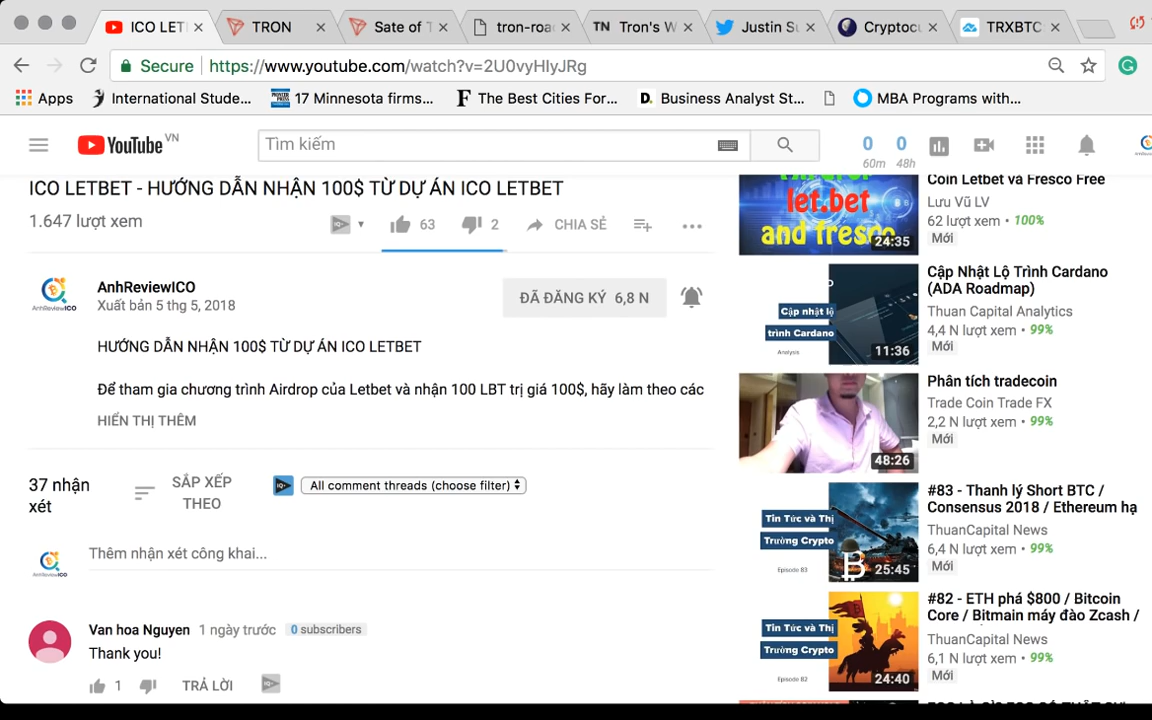 ICO LET
TRON
Sate of T
tron-roa
TN Tron's W
Justin S
Cryptoc
TRXBTC
Secure
https://www.youtube.com/watch?v=2U0vyHlyJRg
Apps
International Stude...
17 Minnesota firms...
F The Best Cities For...
D. Business Analyst St...
MBA Programs with...
YouTube VN
Tìm kiếm
0 0
60m 48h
ICO LETBET - HƯỚNG DẪN NHẬN 100$ TỪ DỰ ÁN ICO LETBET
1.647 lượt xem
63
2
CHIA SẺ
AnhReviewICO
AnhReviewICO
Xuất bản 5 thg 5, 2018
ĐÃ ĐĂNG KÝ 6,8 N
HƯỚNG DẪN NHẬN 100$ TỪ DỰ ÁN ICO LETBET
Để tham gia chương trình Airdrop của Letbet và nhận 100 LBT trị giá 100$, hãy làm theo các
HIỂN THỊ THÊM
37 nhận
xét
SẮP XẾP
THEO
All comment threads (choose filter)
AnhReviewICO
Thêm nhận xét công khai...
Van hoa Nguyen 1 ngày trước 0 subscribers
Thank you!
1
TRẢ LỜI
let.bet
and fresco
24:35
Coin Letbet và Fresco Free
Lưu Vũ LV
62 lượt xem • 100%
Mới
Cập nhật lộ
trình Cardano
Analysis
11:36
Cập Nhật Lộ Trình Cardano
(ADA Roadmap)
Thuan Capital Analytics
4,4 N lượt xem • 99%
Mới
48:26
Phân tích tradecoin
Trade Coin Trade FX
2,2 N lượt xem • 99%
Mới
Tin Tức và Thị
Trường Crypto
Episode 83
25:45
#83 - Thanh lý Short BTC /
Consensus 2018 / Ethereum hạ
ThuanCapital News
6,4 N lượt xem • 99%
Mới
Tin Tức và Thị
Trường Crypto
Episode 82
24:40
#82 - ETH phá $800 / Bitcoin
Core / Bitmain máy đào Zcash /
ThuanCapital News
6,1 N lượt xem • 99%
Mới